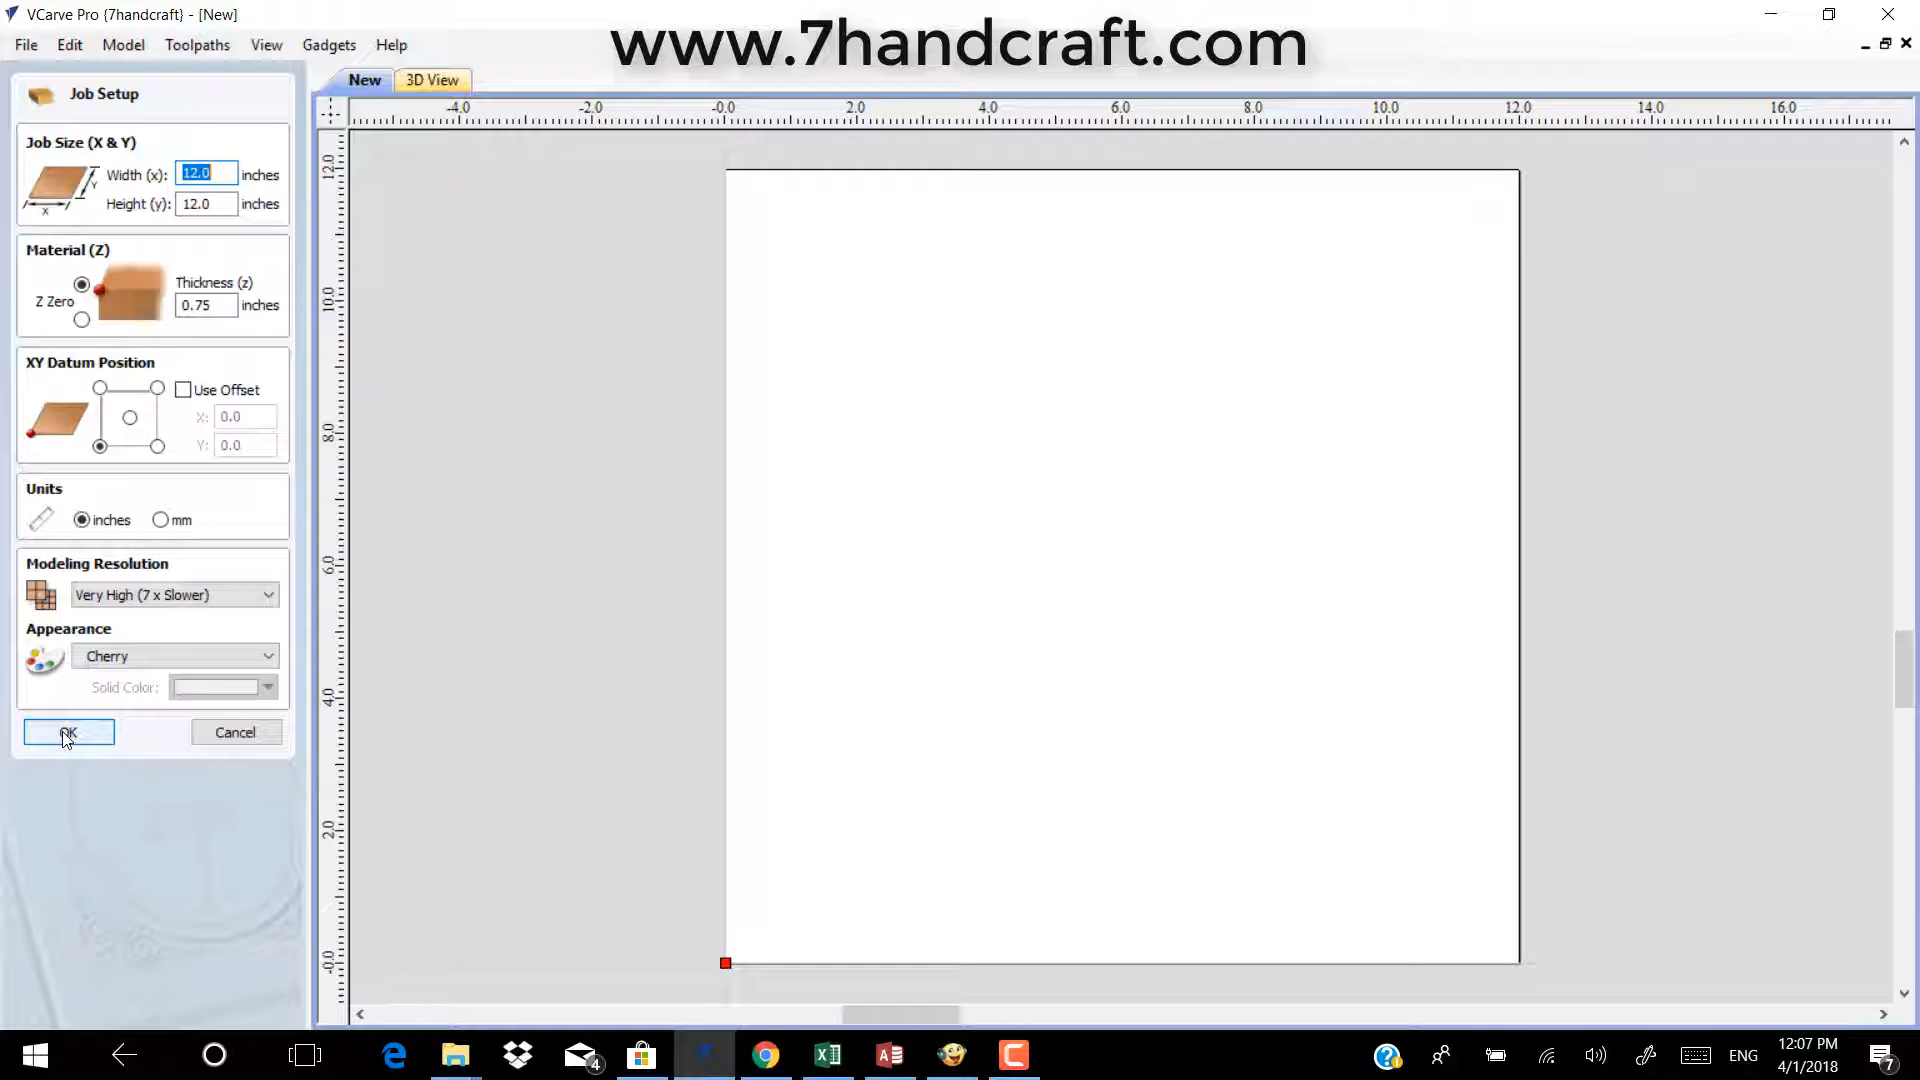 VCarve Pro {7handcraft} - [New]
www.7handcraft.com
File Edit Model Toolpaths View Gadgets Help
New 3D View
Job Setup
-4.0 -2.0 -0.0 2.0 4.0 6.0 8.0 10.0 12.0 14.0 16.0
12.0
10.0
8.0
6.0
4.0
2.0
-0.0
Job Size (X & Y)
Width (x): 12.0 inches
Height (y): 12.0 inches
Y
X
Material (Z)
Thickness (z)
Z Zero
0.75 inches
XY Datum Position
Use Offset
X: 0.0
Y: 0.0
Units
inches mm
Modeling Resolution
Very High (7 x Slower)
Appearance
Cherry
Solid Color:
OK Cancel
4
ENG
12:07 PM
4/1/2018
7